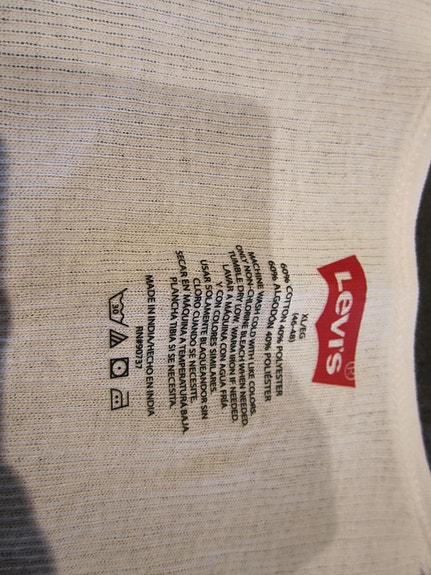 Levi's
XL/EG
(46-48)
60% COTTON 40% POLYESTER
60% ALGODÓN 40% POLIÉSTER
MACHINE WASH COLD WITH LIKE COLORS.
ONLY NON-CHLORINE BLEACH WHEN NEEDED.
TUMBLE DRY LOW. WARM IRON IF NEEDED.
LAVAR A MÁQUINA CON AGUA FRÍA
Y CON COLORES SIMILARES.
USAR SOLAMENTE BLAQUEADOR SIN
CLORO CUANDO SE NECESITE.
SECAR EN MÁQUINA A TEMPERATURA BAJA.
PLANCHA TIBIA SI SE NECESITA.
MADE IN INDIA/HECHO EN INDIA
RN#90737
30